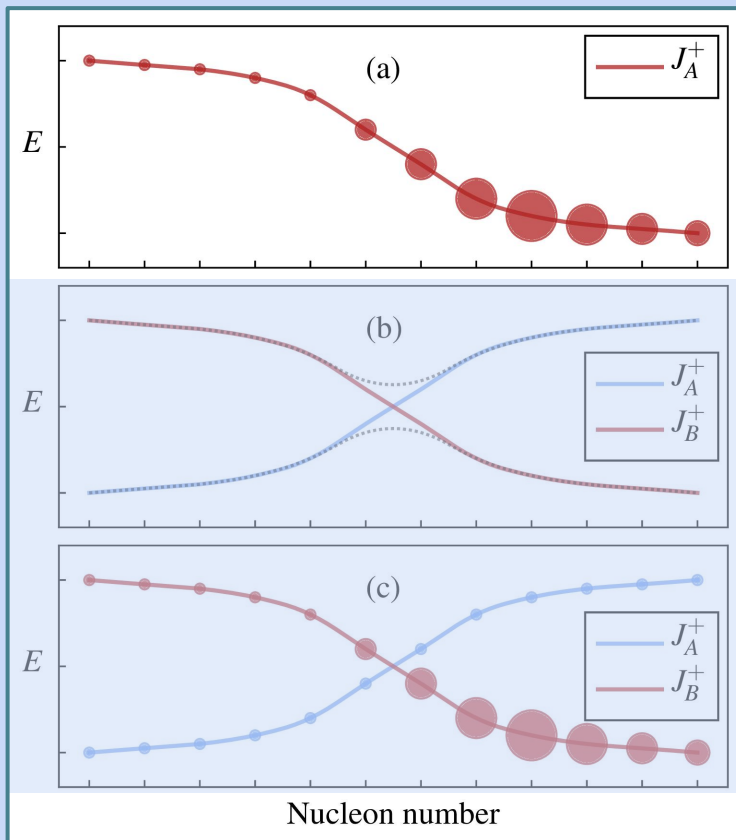 (a)
J_A^+
E
(b)
J_A^+
J_B^+
E
(c)
J_A^+
J_B^+
E
Nucleon number